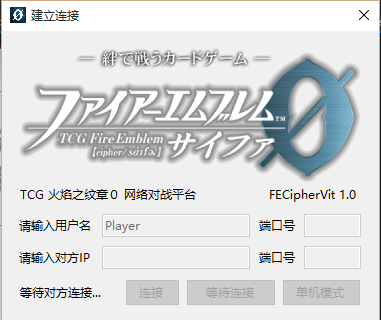 建立连接
絆で戦うカードゲーム
ファイアーエムブレム™
TCG Fire Emblem
【cipher/sáifə】サイファ
0
TCG 火焰之纹章0 网络对战平台 FECipherVit 1.0
请输入用户名 Player 端口号
请输入对方IP 端口号
等待对方连接... 连接 等待连接 单机模式